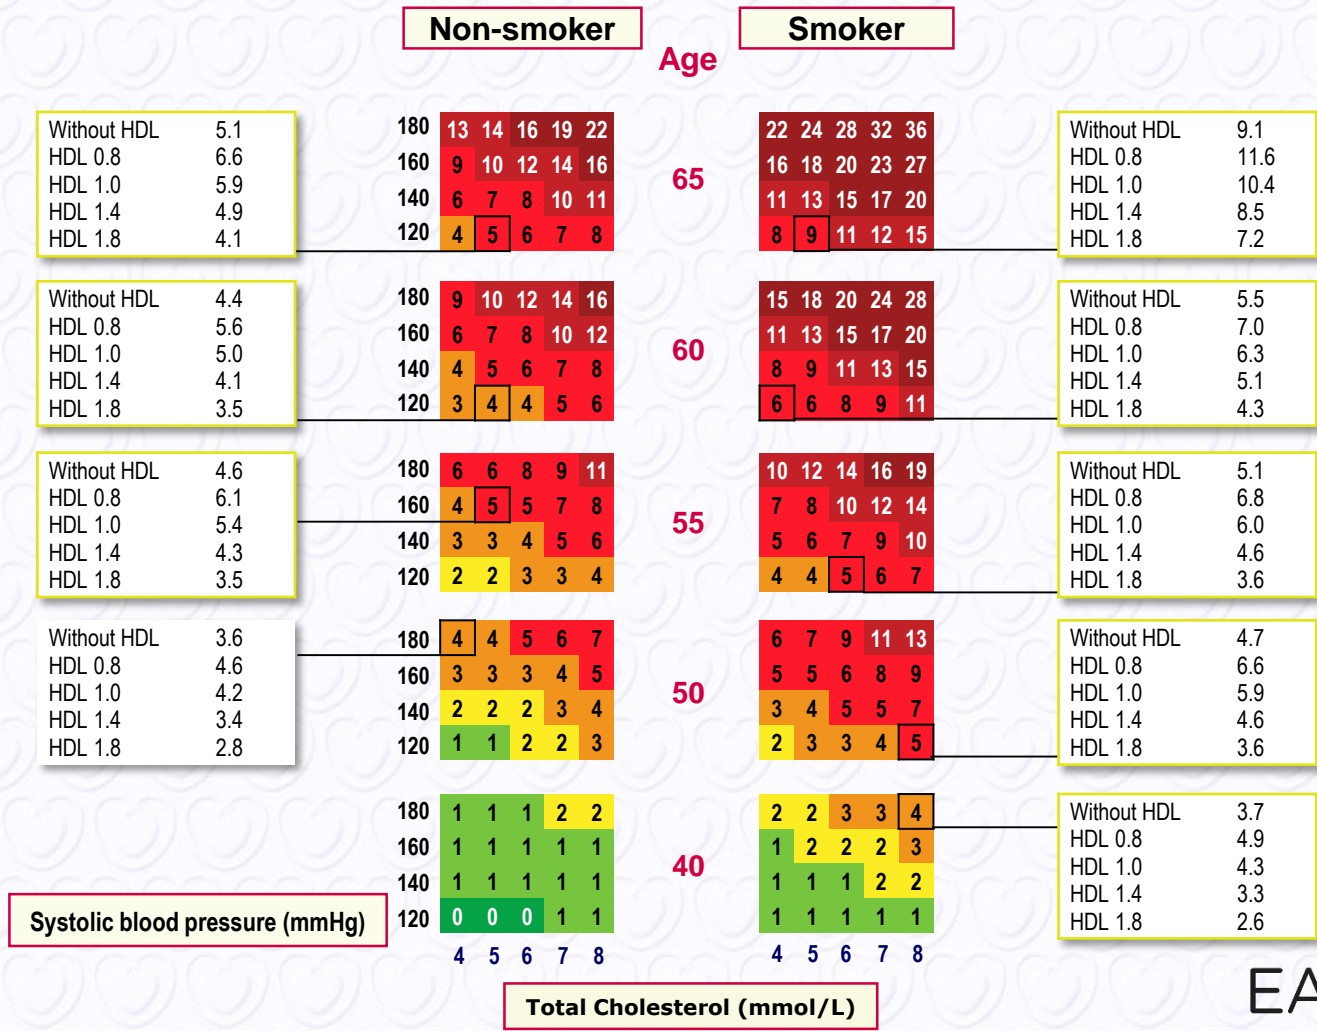 Non-smoker Smoker
Age
Without HDL 5.1
HDL 0.8 6.6
HDL 1.0 5.9
HDL 1.4 4.9
HDL 1.8 4.1
180 13 14 16 19 22
160 9 10 12 14 16
140 6 7 8 10 11
120 4 5 6 7 8
65
22 24 28 32 36
16 18 20 23 27
11 13 15 17 20
8 9 11 12 15
Without HDL 9.1
HDL 0.8 11.6
HDL 1.0 10.4
HDL 1.4 8.5
HDL 1.8 7.2
Without HDL 4.4
HDL 0.8 5.6
HDL 1.0 5.0
HDL 1.4 4.1
HDL 1.8 3.5
180 9 10 12 14 16
160 6 7 8 10 12
140 4 5 6 7 8
120 3 4 4 5 6
60
15 18 20 24 28
11 13 15 17 20
8 9 11 13 15
6 6 8 9 11
Without HDL 5.5
HDL 0.8 7.0
HDL 1.0 6.3
HDL 1.4 5.1
HDL 1.8 4.3
Without HDL 4.6
HDL 0.8 6.1
HDL 1.0 5.4
HDL 1.4 4.3
HDL 1.8 3.5
180 6 6 8 9 11
160 4 5 5 7 8
140 3 3 4 5 6
120 2 2 3 3 4
55
10 12 14 16 19
7 8 10 12 14
5 6 7 9 10
4 4 5 6 7
Without HDL 5.1
HDL 0.8 6.8
HDL 1.0 6.0
HDL 1.4 4.6
HDL 1.8 3.6
Without HDL 3.6
HDL 0.8 4.6
HDL 1.0 4.2
HDL 1.4 3.4
HDL 1.8 2.8
180 4 4 5 6 7
160 3 3 3 4 5
140 2 2 2 3 4
120 1 1 2 2 3
50
6 7 9 11 13
5 5 6 8 9
3 4 5 5 7
2 3 3 4 5
Without HDL 4.7
HDL 0.8 6.6
HDL 1.0 5.9
HDL 1.4 4.6
HDL 1.8 3.6
180 1 1 1 2 2
160 1 1 1 1 1
140 1 1 1 1 1
120 0 0 0 1 1
40
2 2 3 3 4
1 2 2 2 3
1 1 1 2 2
1 1 1 1 1
Without HDL 3.7
HDL 0.8 4.9
HDL 1.0 4.3
HDL 1.4 3.3
HDL 1.8 2.6
Systolic blood pressure (mmHg)
4 5 6 7 8 4 5 6 7 8
Total Cholesterol (mmol/L)
EA